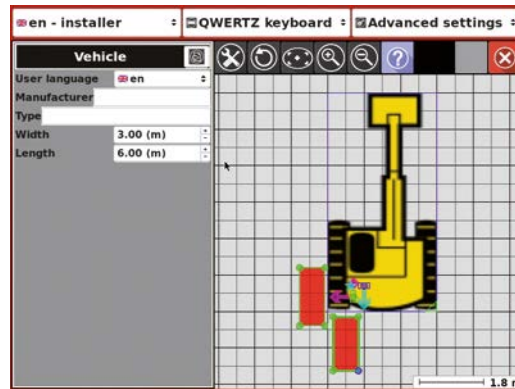 en - installer
QWERTZ keyboard
Advanced settings
Vehicle
User language en
Manufacturer
Type
Width 3.00 (m)
Length 6.00 (m)
?
1.8 m